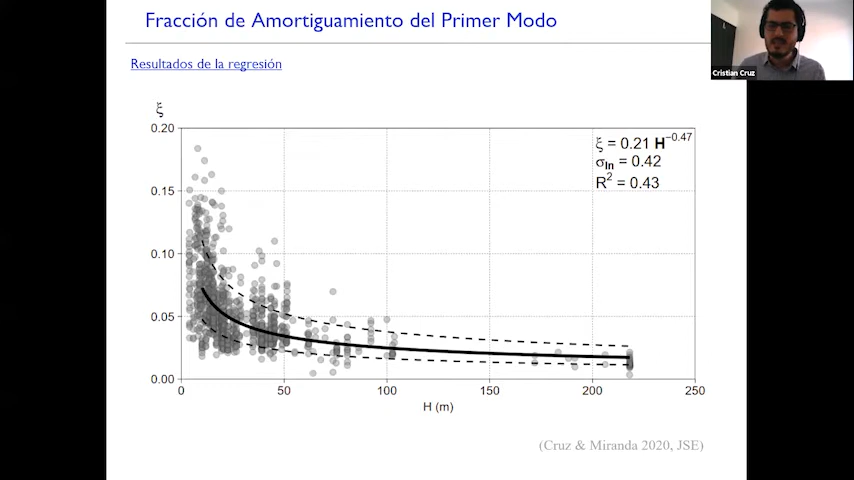 Fracción de Amortiguamiento del Primer Modo
Cristian Cruz
Resultados de la regresión
ξ
0.20
0.15
0.10
0.05
0.00
ξ = 0.21 H^−0.47
σln = 0.42
R² = 0.43
0 50 100 150 200 250
H (m)
(Cruz & Miranda 2020, JSE)